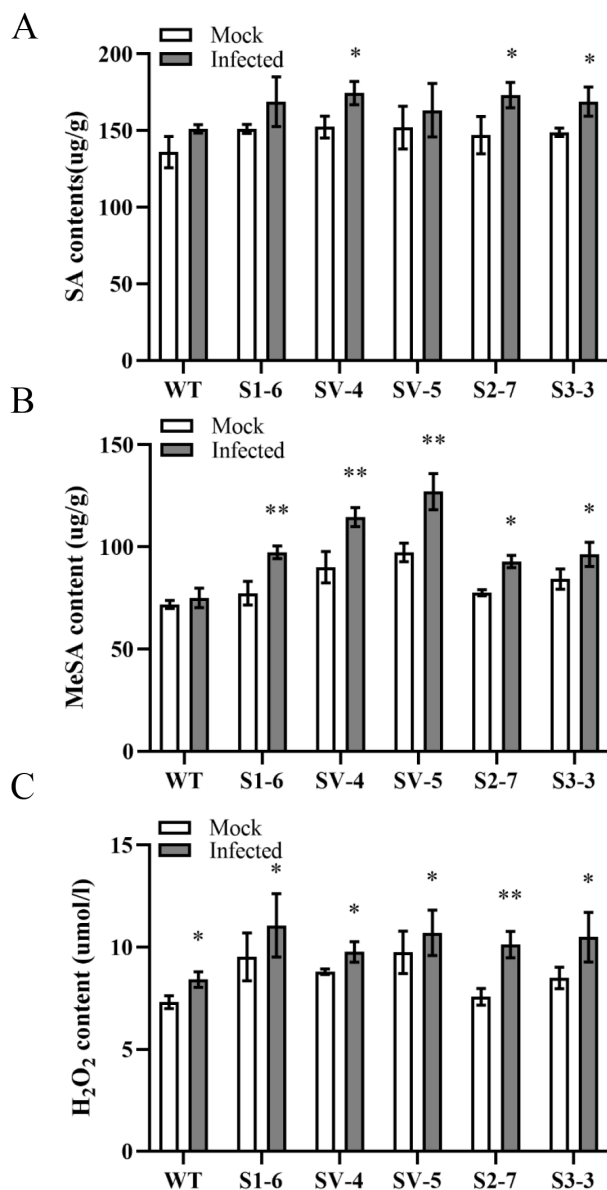 A
Mock
Infected
*
*
*
200
150
100
50
0
SA contents(ug/g)
WT S1-6 SV-4 SV-5 S2-7 S3-3
B
Mock
Infected
**
**
**
*
*
150
100
50
0
MeSA content (ug/g)
WT S1-6 SV-4 SV-5 S2-7 S3-3
C
Mock
Infected
*
*
*
*
**
*
15
10
5
0
H₂O₂ content (umol/l)
WT S1-6 SV-4 SV-5 S2-7 S3-3